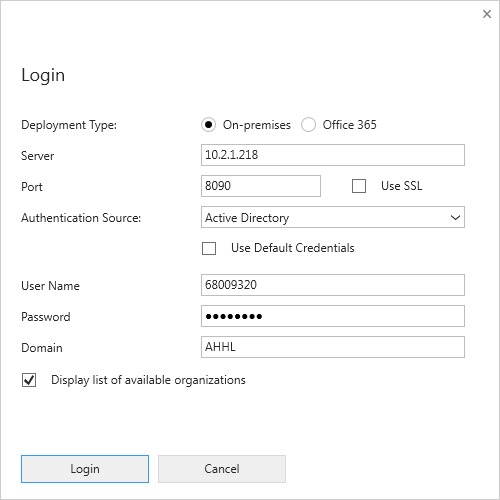 Login
Deployment Type: On-premises Office 365
Server 10.2.1.218
Port 8090 Use SSL
Authentication Source: Active Directory
Use Default Credentials
User Name 68009320
Password ●●●●●●●●
Domain AHHL
Display list of available organizations
Login Cancel